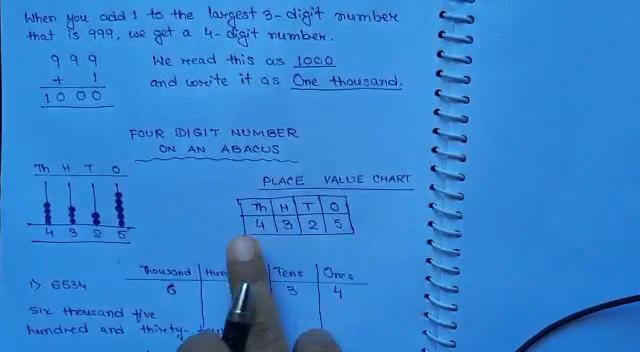 When you add 1 to the largest 3-digit number
that is 999, we get a 4-digit number.
9 9 9
+ 1
1 0 0 0
We read this as 1000
and write it as One thousand.
FOUR DIGIT NUMBER
ON AN ABACUS
Th H T O
4 3 2 5
PLACE VALUE CHART
Th H T O
4 3 2 5
1) 6534
Thousand Tens Ones
6 3 4
six thousand five
hundred and thirty-